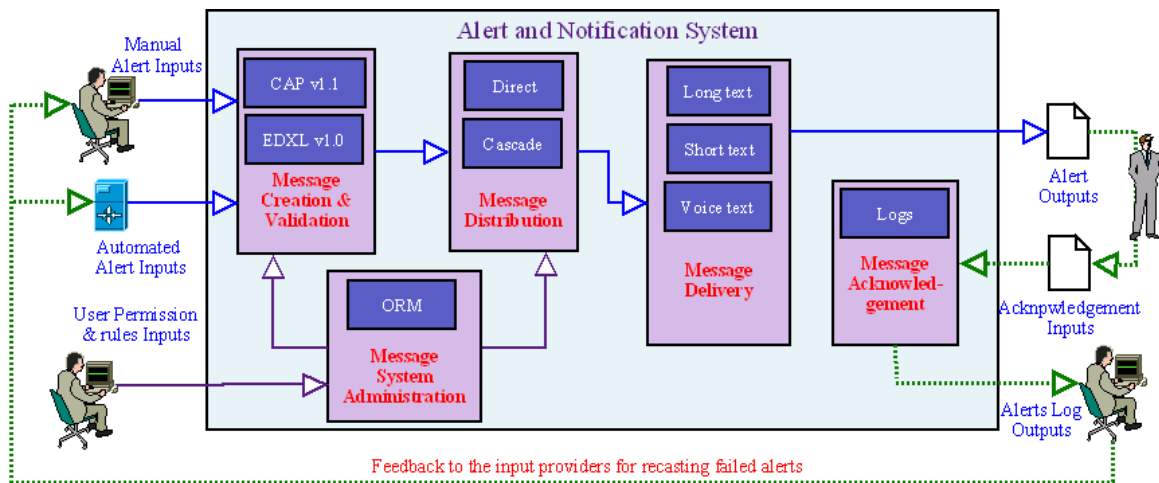 Alert and Notification System
Manual
Alert Inputs
CAP v1.1
EDXL v1.0
Message
Creation &
Validation
Direct
Cascade
Message
Distribution
Long text
Short text
Voice text
Message
Delivery
Logs
Message
Acknowled-
gement
Alert
Outputs
Automated
Alert Inputs
User Permission
& rules Inputs
ORM
Message
System
Administration
Acknpwledgement
Inputs
Alerts Log
Outputs
Feedback to the input providers for recasting failed alerts